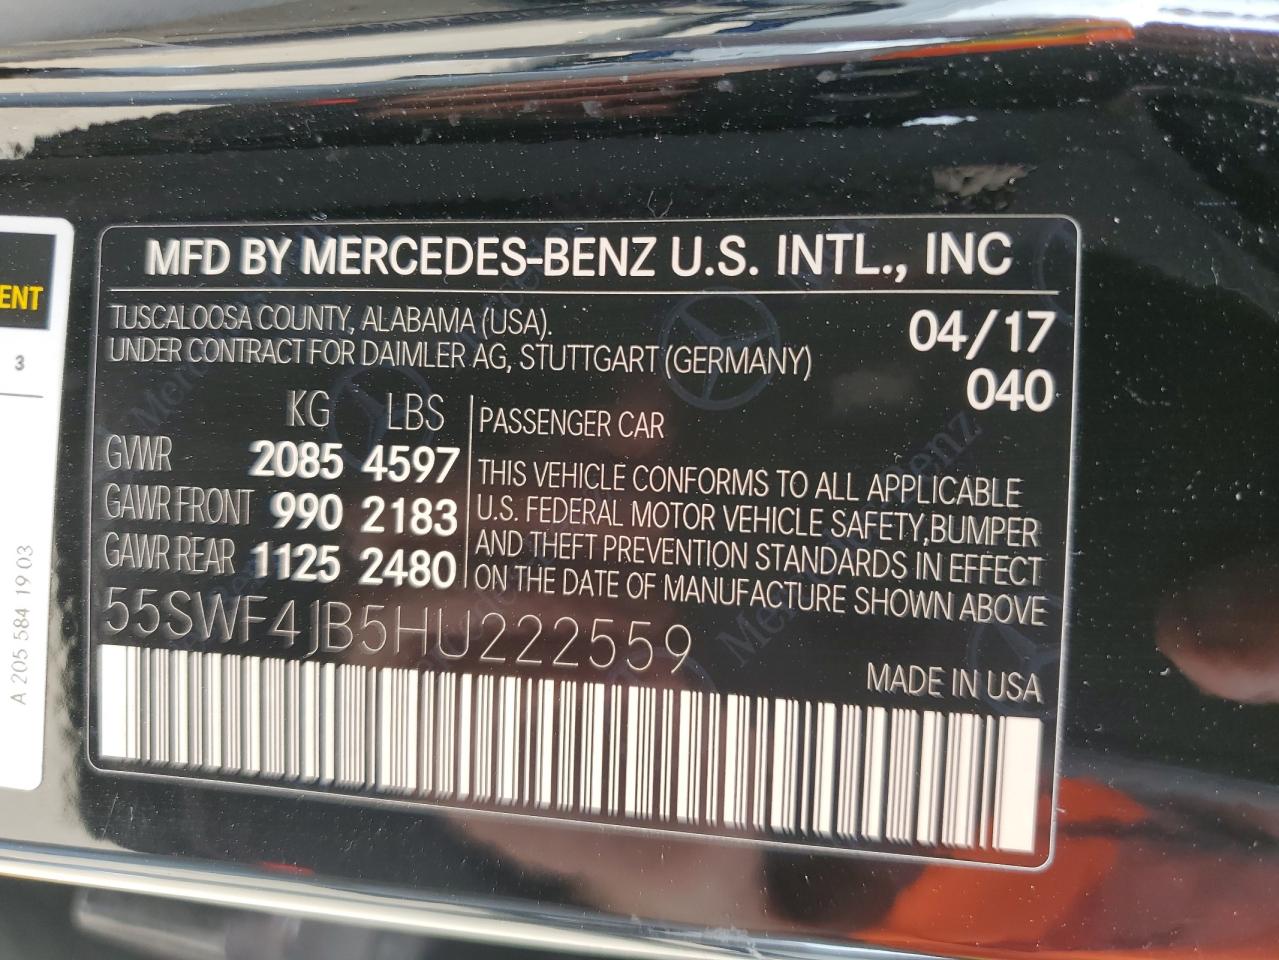 MFD BY MERCEDES-BENZ U.S. INTL., INC
TUSCALOOSA COUNTY, ALABAMA (USA).
UNDER CONTRACT FOR DAIMLER AG, STUTTGART (GERMANY)
04/17
040
KG LBS
GVWR 2085 4597
GAWR FRONT 990 2183
GAWR REAR 1125 2480
PASSENGER CAR
THIS VEHICLE CONFORMS TO ALL APPLICABLE
U.S. FEDERAL MOTOR VEHICLE SAFETY,BUMPER
AND THEFT PREVENTION STANDARDS IN EFFECT
ON THE DATE OF MANUFACTURE SHOWN ABOVE
55SWF4JB5HU222559
MADE IN USA
ENT
3
A 205 584 19 03